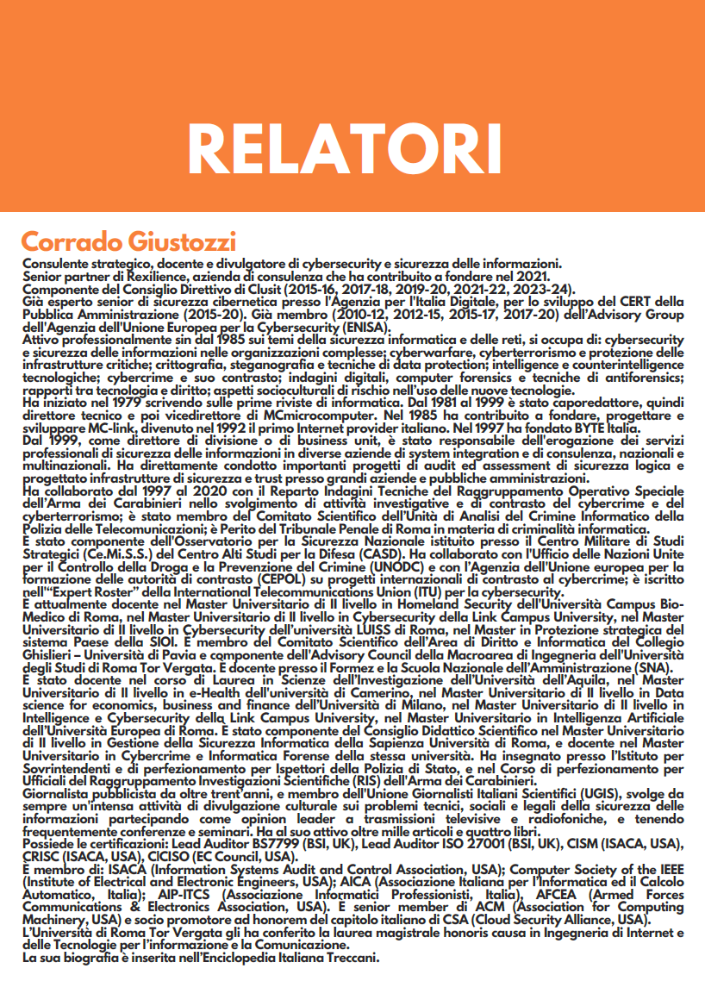 RELATORI
Corrado Giustozzi
Consulente strategico, docente e divulgatore di cybersecurity e sicurezza delle informazioni.
Senior partner di Rexilience, azienda di consulenza che ha contribuito a fondare nel 2021.
Componente del Consiglio Direttivo di Clusit (2015-16, 2017-18, 2019-20, 2021-22, 2023-24).
Già esperto senior di sicurezza cibernetica presso l'Agenzia per l'Italia Digitale, per lo sviluppo del CERT della
Pubblica Amministrazione (2015-20). Già membro (2010-12, 2012-15, 2015-17, 2017-20) dell’Advisory Group
dell'Agenzia dell'Unione Europea per la Cybersecurity (ENISA).
Attivo professionalmente sin dal 1985 sui temi della sicurezza informatica e delle reti, si occupa di: cybersecurity
e sicurezza delle informazioni nelle organizzazioni complesse; cyberwarfare, cyberterrorismo e protezione delle
infrastrutture critiche; crittografia, steganografia e tecniche di data protection; intelligence e counterintelligence
tecnologiche; cybercrime e suo contrasto; indagini digitali, computer forensics e tecniche di antiforensics;
rapporti tra tecnologia e diritto; aspetti socioculturali di rischio nell’uso delle nuove tecnologie.
Ha iniziato nel 1979 scrivendo sulle prime riviste di informatica. Dal 1981 al 1999 è stato caporedattore, quindi
direttore tecnico e poi vicedirettore di MCmicrocomputer. Nel 1985 ha contribuito a fondare, progettare e
sviluppare MC-link, divenuto nel 1992 il primo Internet provider italiano. Nel 1997 ha fondato BYTE Italia.
Dal 1999, come direttore di divisione o di business unit, è stato responsabile dell'erogazione dei servizi
professionali di sicurezza delle informazioni in diverse aziende di system integration e di consulenza, nazionali e
multinazionali. Ha direttamente condotto importanti progetti di audit ed assessment di sicurezza logica e
progettato infrastrutture di sicurezza e trust presso grandi aziende e pubbliche amministrazioni.
Ha collaborato dal 1997 al 2020 con il Reparto Indagini Tecniche del Raggruppamento Operativo Speciale
dell’Arma dei Carabinieri nello svolgimento di attività investigative e di contrasto del cybercrime e del
cyberterrorismo; è stato membro del Comitato Scientifico dell’Unità di Analisi del Crimine Informatico della
Polizia delle Telecomunicazioni; è Perito del Tribunale Penale di Roma in materia di criminalità informatica.
È stato componente dell'Osservatorio per la Sicurezza Nazionale istituito presso il Centro Militare di Studi
Strategici (Ce.Mi.S.S.) del Centro Alti Studi per la Difesa (CASD). Ha collaborato con l'Ufficio delle Nazioni Unite
per il Controllo della Droga e la Prevenzione del Crimine (UNODC) e con l’Agenzia dell'Unione europea per la
formazione delle autorità di contrasto (CEPOL) su progetti internazionali di contrasto al cybercrime; è iscritto
nell'“Expert Roster” della International Telecommunications Union (ITU) per la cybersecurity.
È attualmente docente nel Master Universitario di II livello in Homeland Security dell'Università Campus Bio-
Medico di Roma, nel Master Universitario di II livello in Cybersecurity della Link Campus University, nel Master
Universitario di II livello in Cybersecurity dell’università LUISS di Roma, nel Master in Protezione strategica del
sistema Paese della SIOI. È membro del Comitato Scientifico dell’Area di Diritto e Informatica del Collegio
Ghislieri – Università di Pavia e componente dell'Advisory Council della Macroarea di Ingegneria dell'Università
degli Studi di Roma Tor Vergata. È docente presso il Formez e la Scuola Nazionale dell’Amministrazione (SNA).
È stato docente nel corso di Laurea in Scienze dell’Investigazione dell’Università dell’Aquila, nel Master
Universitario di II livello in e-Health dell'università di Camerino, nel Master Universitario di II livello in Data
science for economics, business and finance dell’Università di Milano, nel Master Universitario di II livello in
Intelligence e Cybersecurity della Link Campus University, nel Master Universitario in Intelligenza Artificiale
dell’Università Europea di Roma. È stato componente del Consiglio Didattico Scientifico nel Master Universitario
di II livello in Gestione della Sicurezza Informatica della Sapienza Università di Roma, e docente nel Master
Universitario in Cybercrime e Informatica Forense della stessa università. Ha insegnato presso l’Istituto per
Sovrintendenti e di perfezionamento per Ispettori della Polizia di Stato, e nel Corso di perfezionamento per
Ufficiali del Raggruppamento Investigazioni Scientifiche (RIS) dell'Arma dei Carabinieri.
Giornalista pubblicista da oltre trent’anni, e membro dell'Unione Giornalisti Italiani Scientifici (UGIS), svolge da
sempre un'intensa attività di divulgazione culturale sui problemi tecnici, sociali e legali della sicurezza delle
informazioni partecipando come opinion leader a trasmissioni televisive e radiofoniche, e tenendo
frequentemente conferenze e seminari. Ha al suo attivo oltre mille articoli e quattro libri.
Possiede le certificazioni: Lead Auditor BS7799 (BSI, UK), Lead Auditor ISO 27001 (BSI, UK), CISM (ISACA, USA),
CRISC (ISACA, USA), C|CISO (EC Council, USA).
È membro di: ISACA (Information Systems Audit and Control Association, USA); Computer Society of the IEEE
(Institute of Electrical and Electronic Engineers, USA); AICA (Associazione Italiana per l’Informatica ed il Calcolo
Automatico, Italia); AIP-ITCS (Associazione Informatici Professionisti, Italia), AFCEA (Armed Forces
Communications & Electronics Association, USA). È senior member di ACM (Association for Computing
Machinery, USA) e socio promotore ad honorem del capitolo italiano di CSA (Cloud Security Alliance, USA).
L’Università di Roma Tor Vergata gli ha conferito la laurea magistrale honoris causa in Ingegneria di Internet e
delle Tecnologie per l’informazione e la Comunicazione.
La sua biografia è inserita nell’Enciclopedia Italiana Treccani.